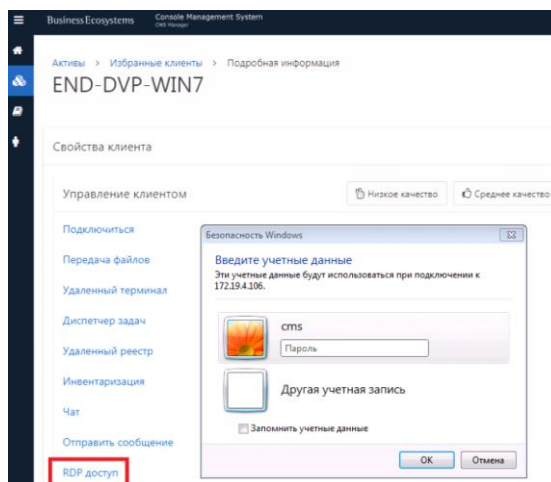 Business Ecosystems
Console Management System
CMS Manager
Активы > Избранные клиенты > Подробная информация
END-DVP-WIN7
Свойства клиента
Управление клиентом
Низкое качество
Среднее качество
Подключиться
Передача файлов
Удаленный терминал
Диспетчер задач
Удаленный реестр
Инвентаризация
Чат
Отправить сообщение
RDP доступ
Безопасность Windows
Введите учетные данные
Эти учетные данные будут использоваться при подключении к
172.19.4.106.
cms
Пароль
Другая учетная запись
Запомнить учетные данные
ОК
Отмена